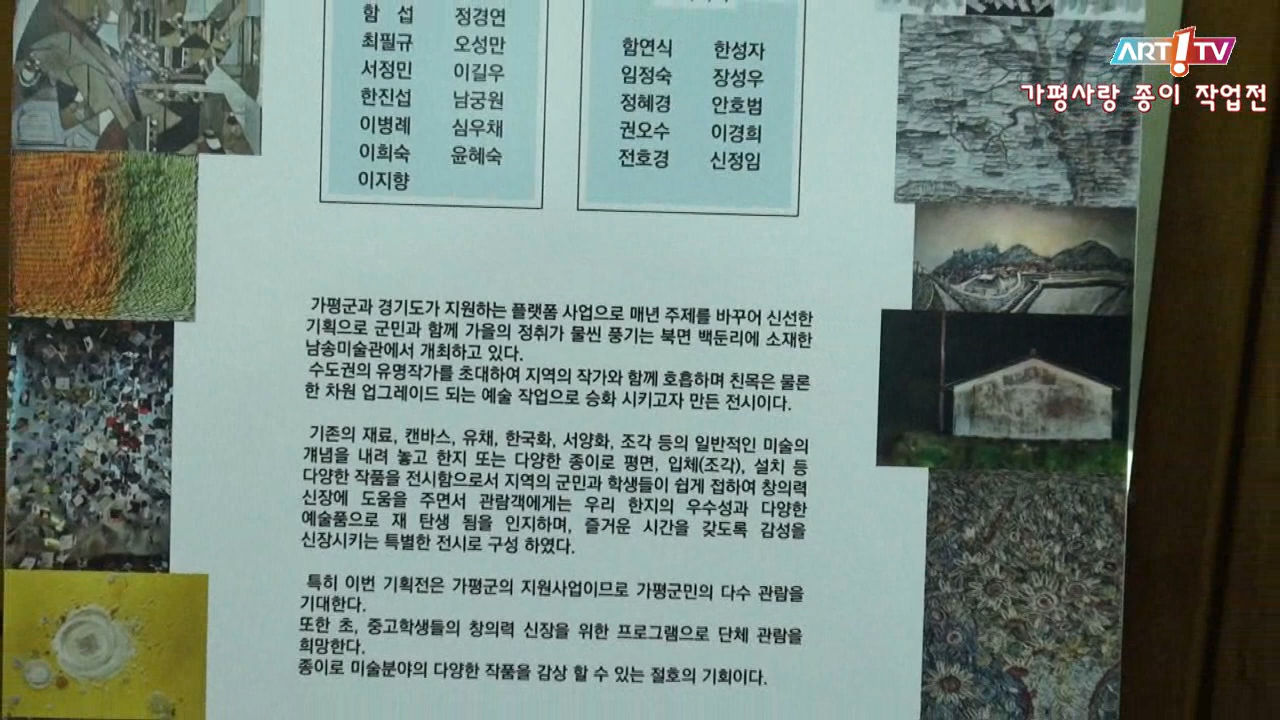 ART!TV
가평사랑 종이 작업전
함 섭 정경연
최필규 오성만
서정민 이길우
한진섭 남궁원
이병례 심우채
이희숙 윤혜숙
이지향
함연식 한성자
임정숙 장성우
정혜경 안호범
권오수 이경희
전호경 신정임
가평군과 경기도가 지원하는 플랫폼 사업으로 매년 주제를 바꾸어 신선한
기획으로 군민과 함께 가을의 정취가 물씬 풍기는 북면 백둔리에 소재한
남송미술관에서 개최하고 있다.
수도권의 유명작가를 초대하여 지역의 작가와 함께 호흡하며 친목은 물론
한 차원 업그레이드 되는 예술 작업으로 승화 시키고자 만든 전시이다.
기존의 재료, 캔바스, 유채, 한국화, 서양화, 조각 등의 일반적인 미술의
걔념을 내려 놓고 한지 또는 다양한 종이로 평면, 입체(조각), 설치 등
다양한 작품을 전시함으로서 지역의 군민과 학생들이 쉽게 접하여 창의력
신장에 도움을 주면서 관람객에게는 우리 한지의 우수성과 다양한
예술품으로 재 탄생 됨을 인지하며, 즐거운 시간을 갖도록 감성을
신장시키는 특별한 전시로 구성 하였다.
특히 이번 기획전은 가평군의 지원사업이므로 가평군민의 다수 관람을
기대한다.
또한 초, 중고학생들의 창의력 신장을 위한 프로그램으로 단체 관람을
희망한다.
종이로 미술분야의 다양한 작품을 감상 할 수 있는 절호의 기회이다.